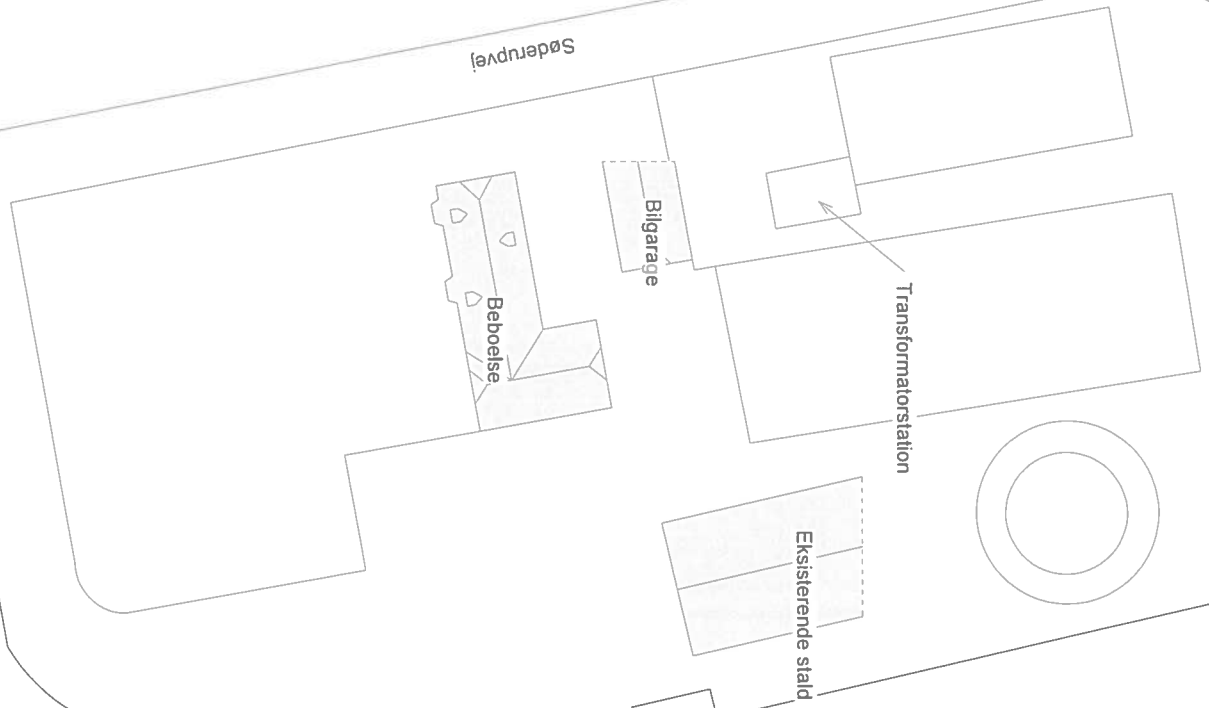 Søderupvej
Bilgarage
Beboelse
Transformatorstation
Eksisterende stald